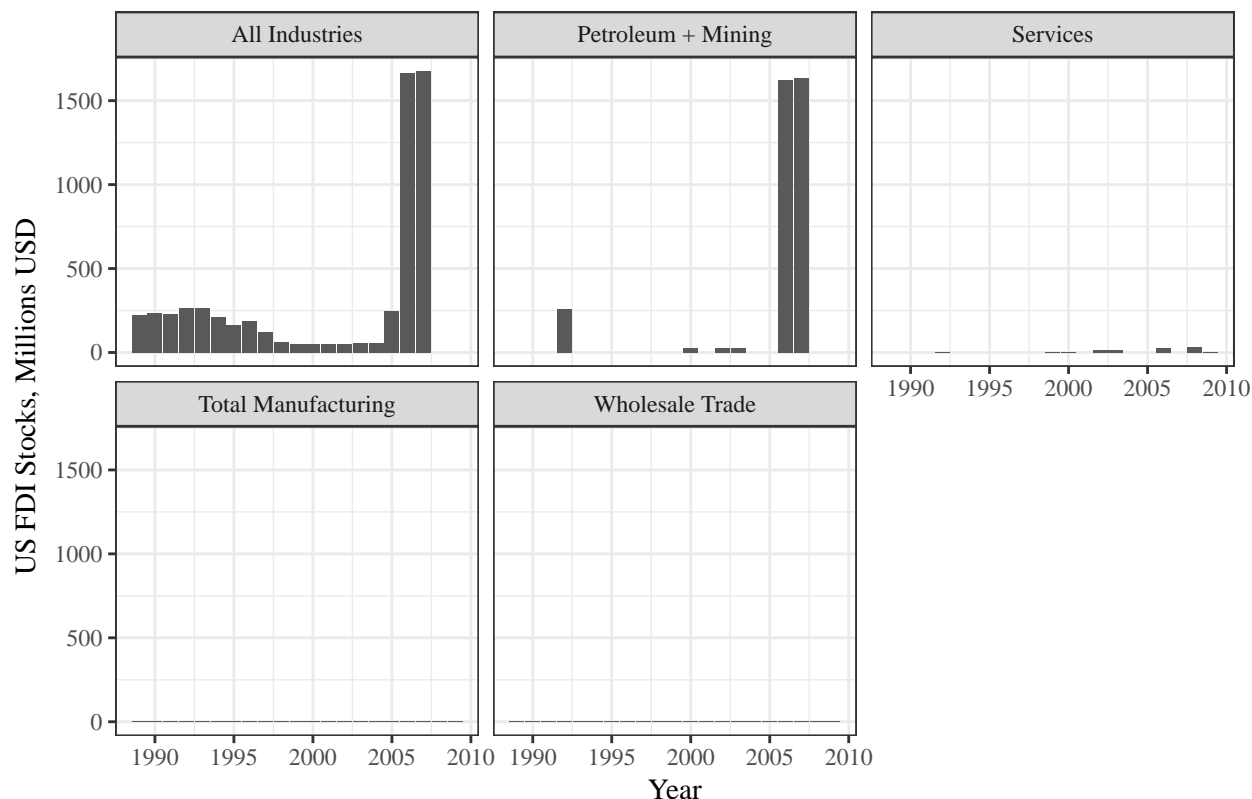 All Industries
Petroleum + Mining
Services
1500
1000
500
0
1990 1995 2000 2005 2010
Total Manufacturing
Wholesale Trade
1500
1000
500
0
1990 1995 2000 2005 2010
1990 1995 2000 2005 2010
Year
US FDI Stocks, Millions USD